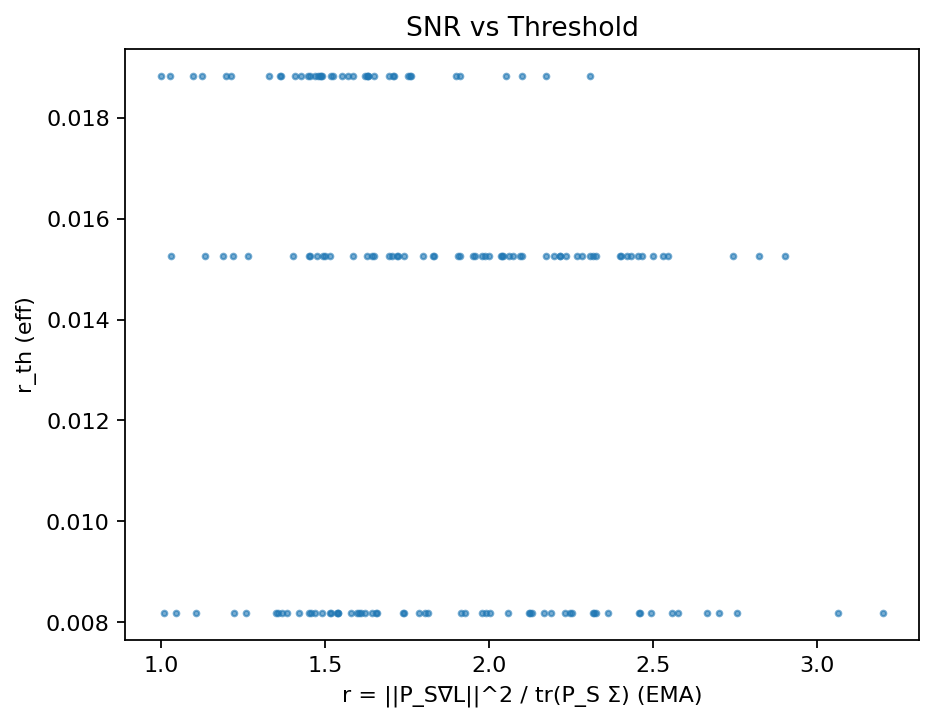 SNR vs Threshold
r_th (eff)
0.018
0.016
0.014
0.012
0.010
0.008
1.0 1.5 2.0 2.5 3.0
r = ||P_S∇L||^2 / tr(P_S Σ) (EMA)